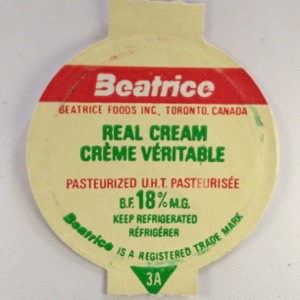 Beatrice
BEATRICE FOODS INC., TORONTO, CANADA
REAL CREAM
CRÈME VÉRITABLE
PASTEURIZED U.H.T. PASTEURISÉE
B.F. 18% M.G.
KEEP REFRIGERATED
RÉFRIGÉRER
Beatrice IS A REGISTERED TRADE MARK
3A